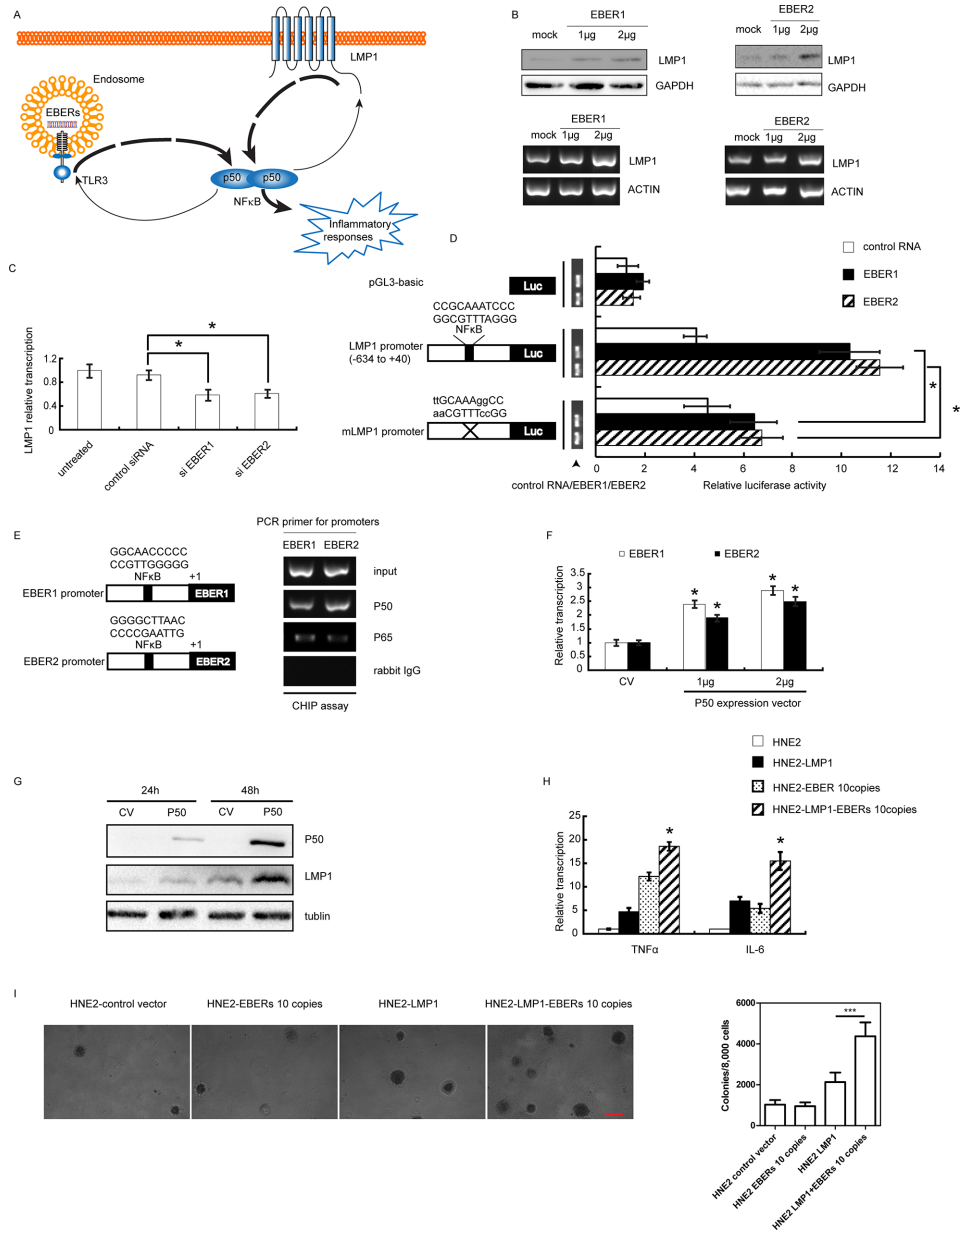 A
LMP1
Endosome
EBERs
TLR3
p50
p50
NFκB
Inflammatory
responses
B
EBER1
mock
1μg
2μg
LMP1
GAPDH
EBER2
mock
1μg
2μg
LMP1
GAPDH
EBER1
mock
1μg
2μg
LMP1
ACTIN
EBER2
mock
1μg
2μg
LMP1
ACTIN
C
LMP1 relative transcription
1.2
0.8
0.4
0
*
*
untreated
control siRNA
si EBER1
si EBER2
D
control RNA
EBER1
EBER2
pGL3-basic
Luc
CCGCAAATCCC
GGCGTTTAGGG
NFκB
LMP1 promoter
(-634 to +40)
Luc
ttGCAAAggCC
aaCGTTTccGG
mLMP1 promoter
Luc
*
*
0
2
4
6
8
10
12
14
control RNA/EBER1/EBER2
Relative luciferase activity
E
GGCAACCCCC
CCGTTGGGGG
NFκB
+1
EBER1 promoter
EBER1
GGGGCTTAAC
CCCCGAATTG
NFκB
+1
EBER2 promoter
EBER2
PCR primer for promoters
EBER1
EBER2
input
P50
P65
rabbit IgG
CHIP assay
F
EBER1
EBER2
Relative transcription
3.5
3
2.5
2
1.5
1
0.5
0
*
*
*
*
CV
1μg
2μg
P50 expression vector
G
24h
48h
CV
P50
CV
P50
P50
LMP1
tublin
H
HNE2
HNE2-LMP1
HNE2-EBER 10copies
HNE2-LMP1-EBERs 10copies
Relative transcription
25
20
15
10
5
0
*
*
TNFα
IL-6
I
HNE2-control vector
HNE2-EBERs 10 copies
HNE2-LMP1
HNE2-LMP1-EBERs 10 copies
Colonies/8,000 cells
6000
4000
2000
0
***
HNE2 control vector
HNE2 EBERs 10 copies
HNE2 LMP1
HNE2 LMP1+EBERs 10 copies